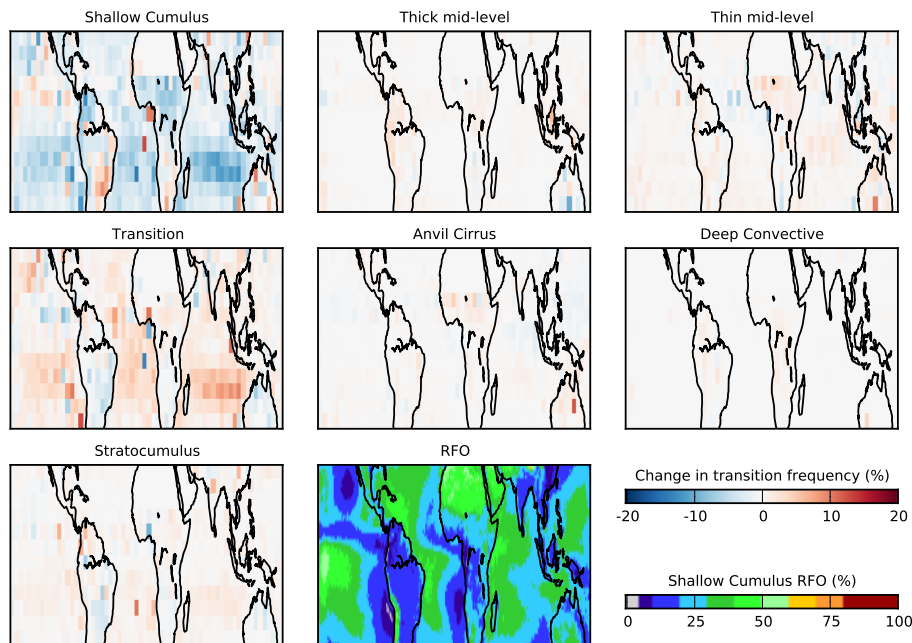 Shallow Cumulus
Thick mid-level
Thin mid-level
Transition
Anvil Cirrus
Deep Convective
Stratocumulus
RFO
Change in transition frequency (%)
-20 -10 0 10 20
Shallow Cumulus RFO (%)
0 25 50 75 100